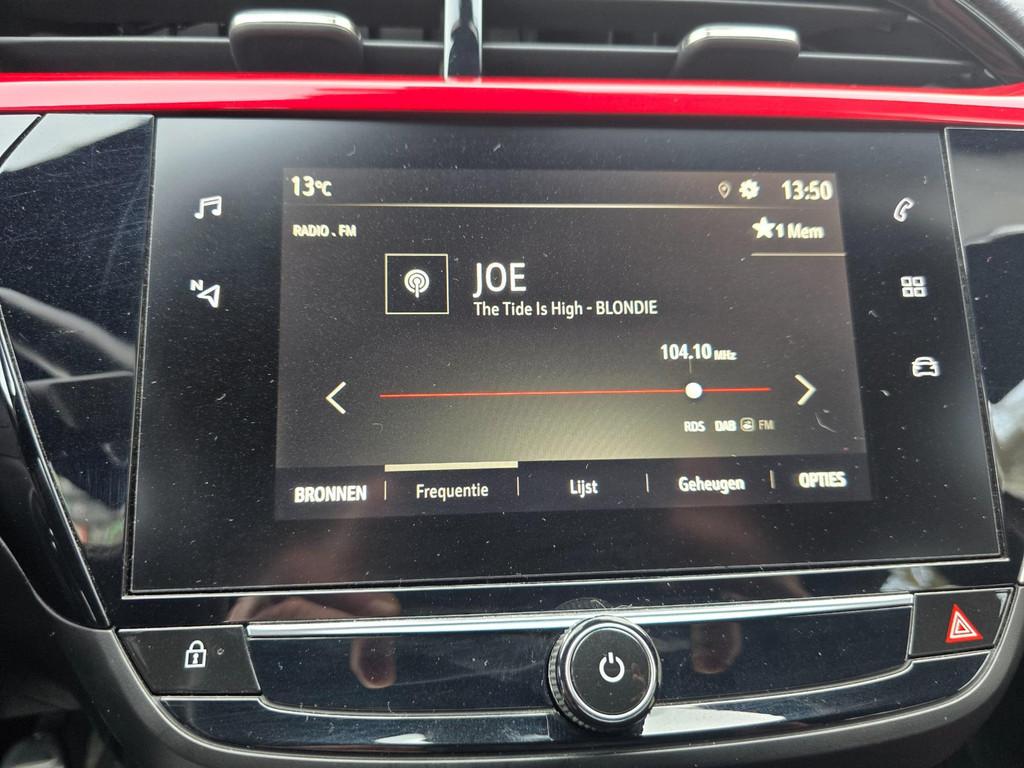 13°C 13:50
RADIO . FM 1 Mem
JOE
The Tide Is High - BLONDIE
104.10 MHz
RDS DAB FM
BRONNEN Frequentie Lijst Geheugen OPTIES
N